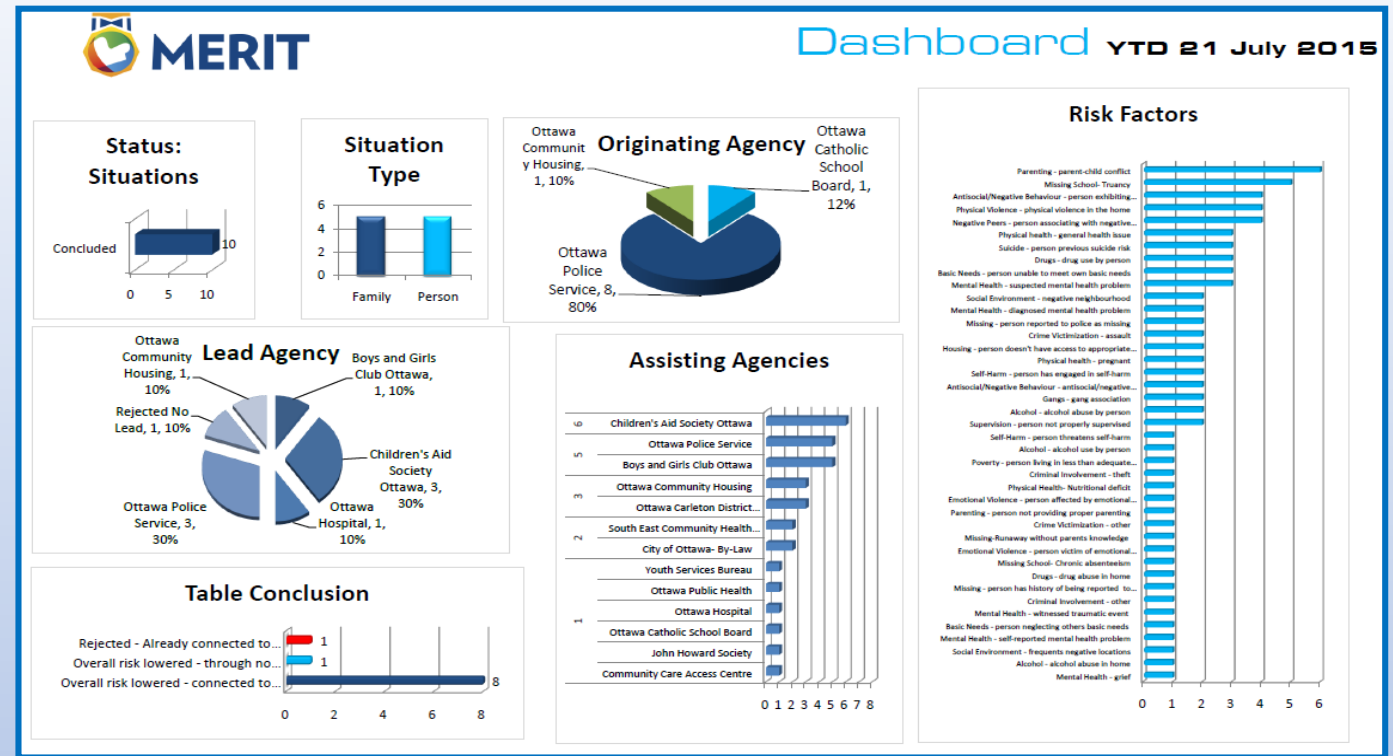 MERIT
Dashboard YTD 21 July 2015
Status:
Situations
Concluded
10
0 5 10
Situation
Type
6
4
2
0
Family Person
Originating Agency
Ottawa
Communit
y Housing,
1, 10%
Ottawa
Catholic
School
Board, 1,
12%
Ottawa
Police
Service, 8,
80%
Lead Agency
Ottawa
Community
Housing, 1,
10%
Boys and Girls
Club Ottawa,
1, 10%
Rejected No
Lead, 1, 10%
Children's Aid
Society
Ottawa, 3,
30%
Ottawa Police
Service, 3,
30%
Ottawa
Hospital, 1,
10%
Table Conclusion
Rejected - Already connected to...
1
Overall risk lowered - through no...
1
Overall risk lowered - connected to...
8
0 2 4 6 8
Assisting Agencies
6
Children's Aid Society Ottawa
5
Ottawa Police Service
Boys and Girls Club Ottawa
3
Ottawa Community Housing
Ottawa Carleton District...
2
South East Community Health...
City of Ottawa- By-Law
1
Youth Services Bureau
Ottawa Public Health
Ottawa Hospital
Ottawa Catholic School Board
John Howard Society
Community Care Access Centre
0 1 2 3 4 5 6 7 8
Risk Factors
Parenting - parent-child conflict
Missing School- Truancy
Antisocial/Negative Behaviour - person exhibiting...
Physical Violence - physical violence in the home
Negative Peers - person associating with negative...
Physical health - general health issue
Suicide - person previous suicide risk
Drugs - drug use by person
Basic Needs - person unable to meet own basic needs
Mental Health - suspected mental health problem
Social Environment - negative neighbourhood
Mental Health - diagnosed mental health problem
Missing - person reported to police as missing
Crime Victimization - assault
Housing - person doesn't have access to appropriate...
Physical health - pregnant
Self-Harm - person has engaged in self-harm
Antisocial/Negative Behaviour - antisocial/negative...
Gangs - gang association
Alcohol - alcohol abuse by person
Supervision - person not properly supervised
Self-Harm - person threatens self-harm
Alcohol - alcohol use by person
Poverty - person living in less than adequate...
Criminal Involvement - theft
Physical Health- Nutritional deficit
Emotional Violence - person affected by emotional...
Parenting - person not providing proper parenting
Crime Victimization - other
Missing-Runaway without parents knowledge
Emotional Violence - person victim of emotional...
Missing School- Chronic absenteeism
Drugs - drug abuse in home
Missing - person has history of being reported to...
Criminal Involvement - other
Mental Health - witnessed traumatic event
Basic Needs - person neglecting others basic needs
Mental Health - self-reported mental health problem
Social Environment - frequents negative locations
Alcohol - alcohol abuse in home
Mental Health - grief
0 1 2 3 4 5 6